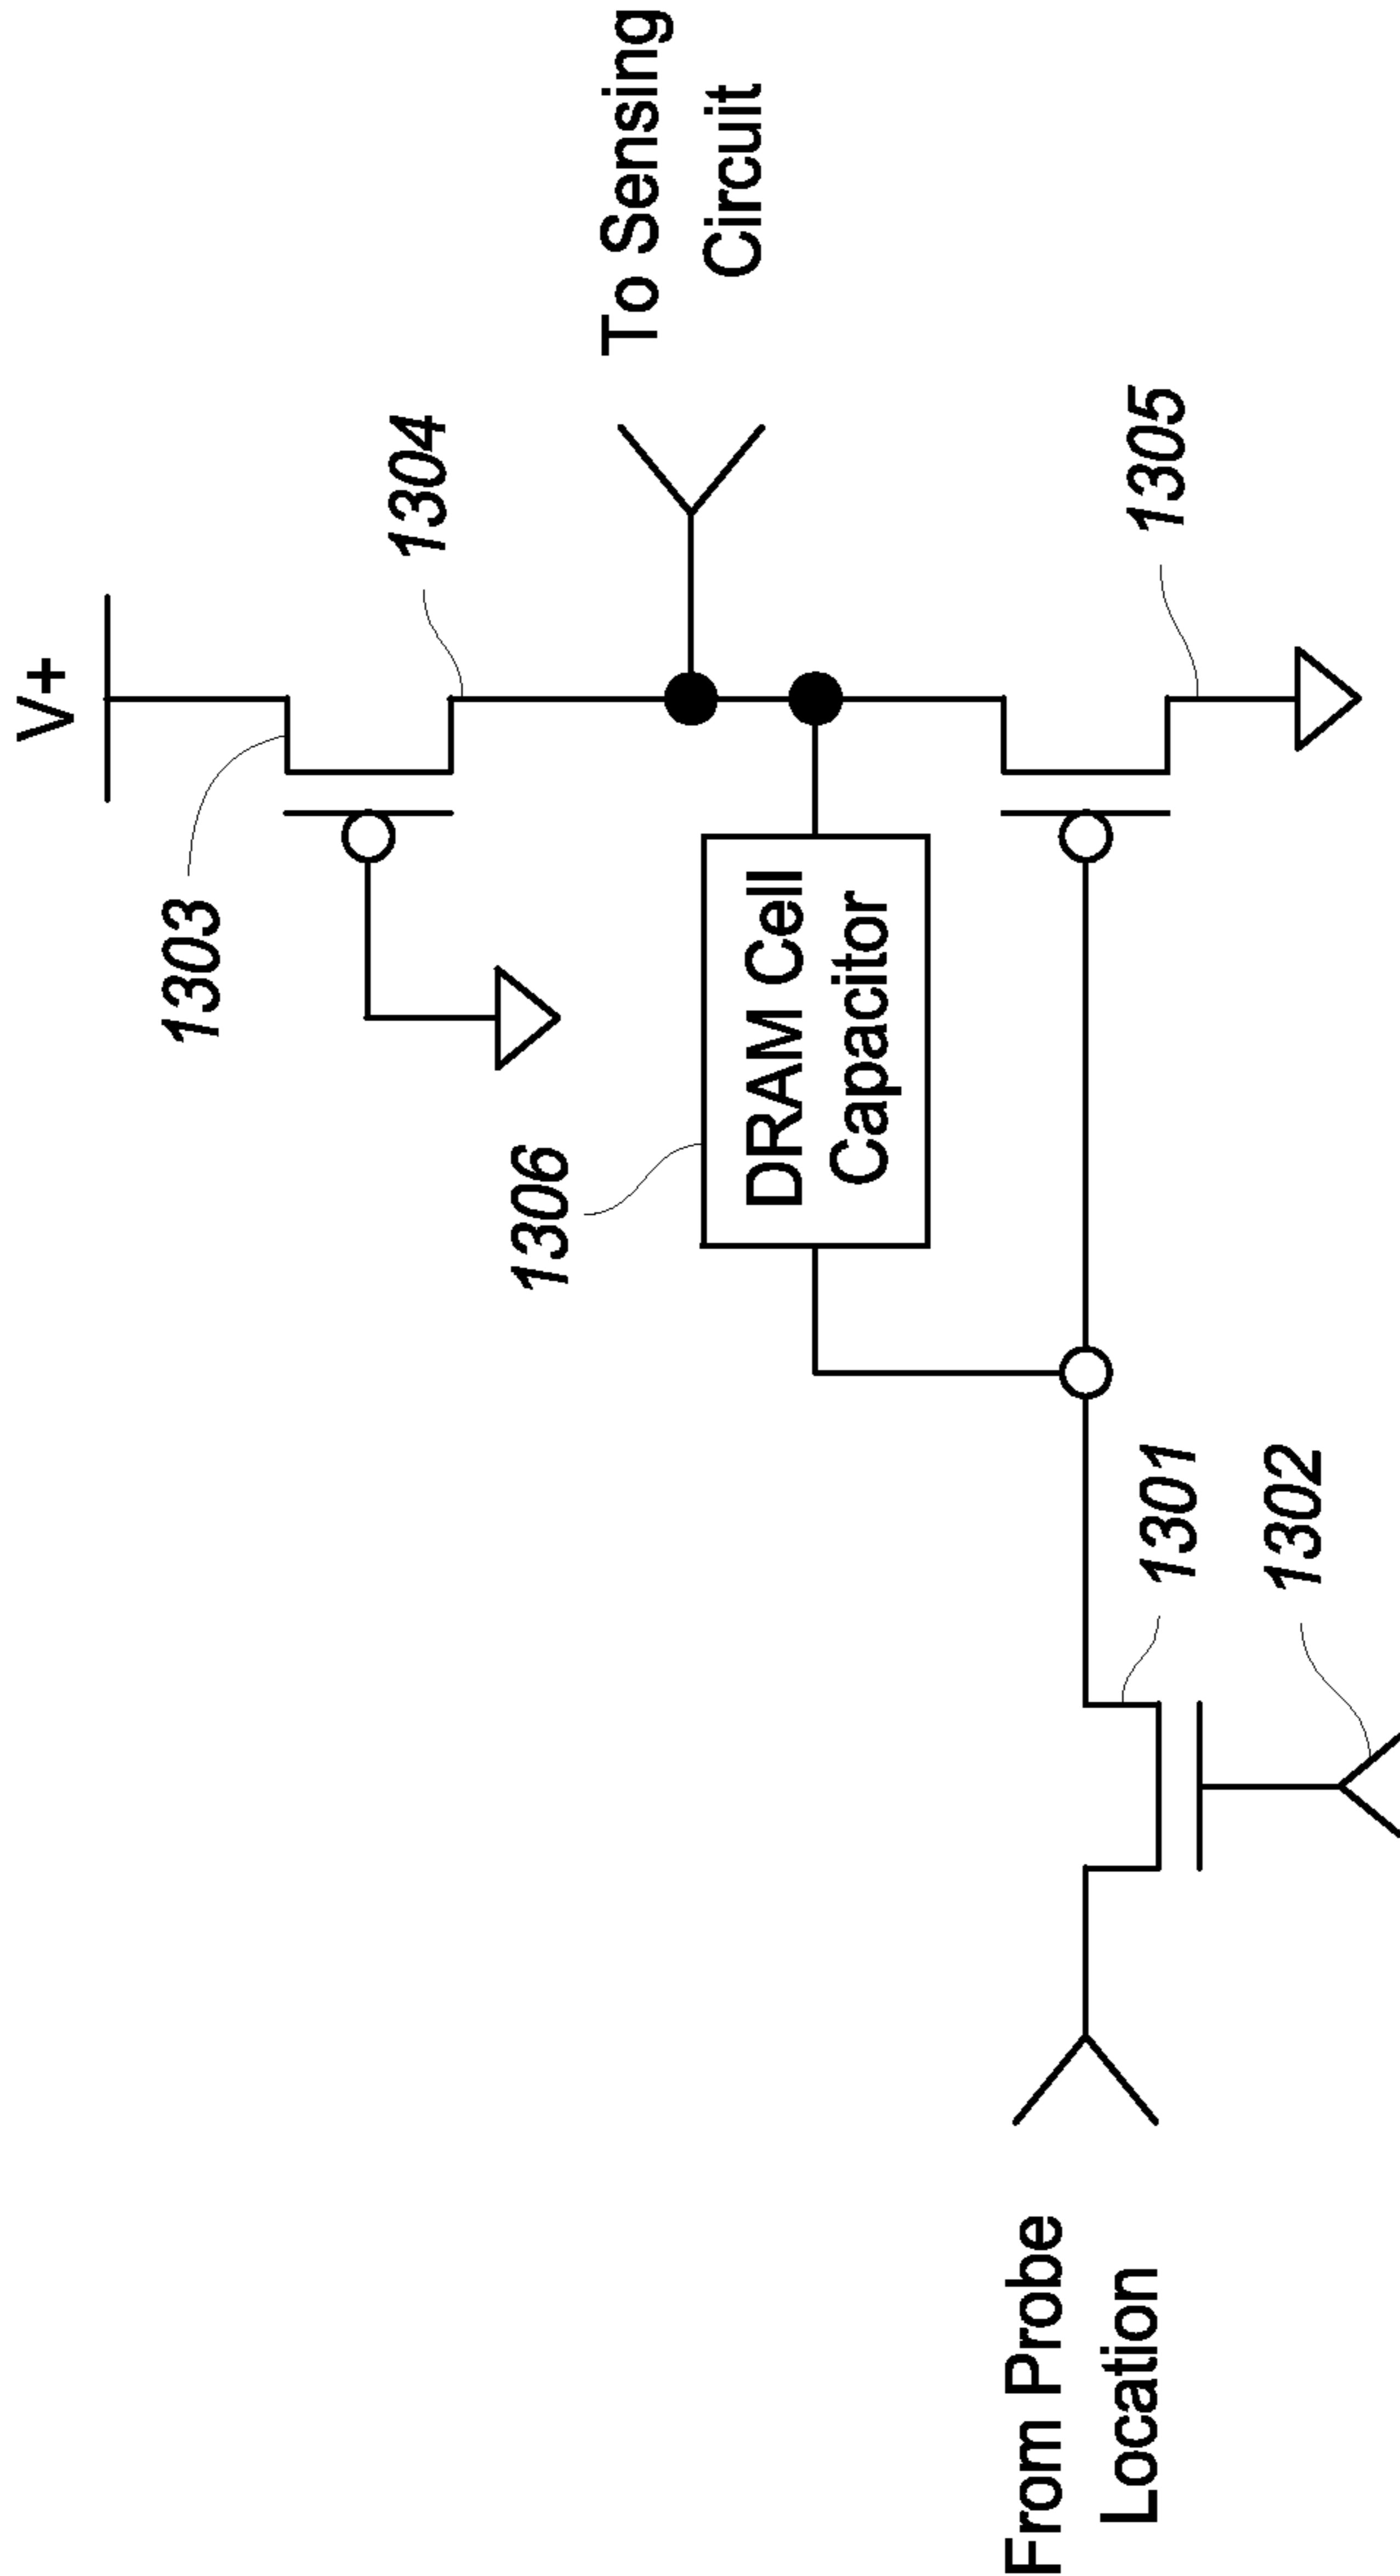 V+
1303
1304
To Sensing
Circuit
1306
DRAM Cell
Capacitor
1305
1301
1302
From Probe
Location